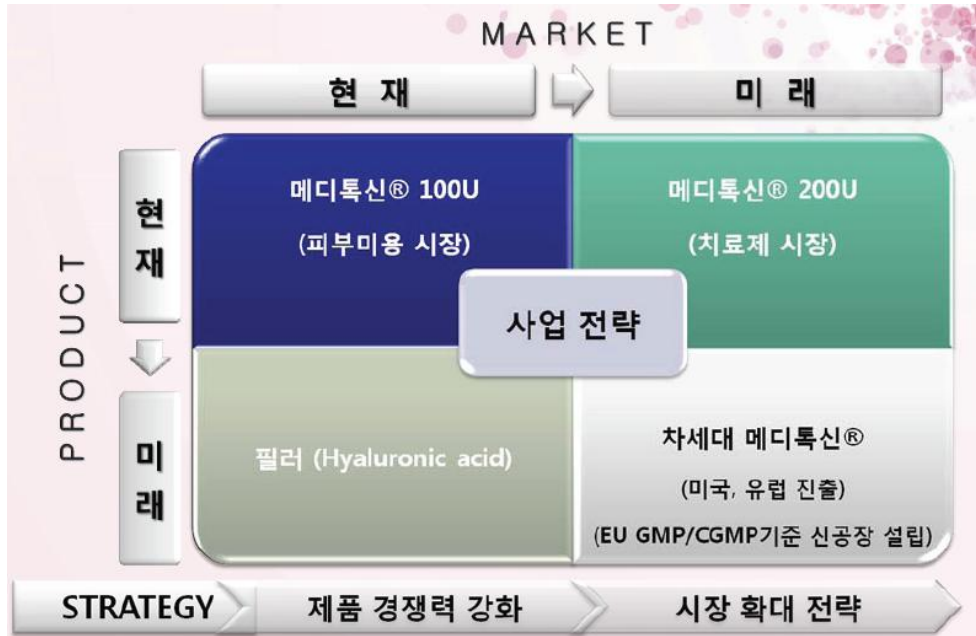 MARKET
현 재
미 래
PRODUCT
현
재
미
래
메디톡신® 100U
(피부미용 시장)
메디톡신® 200U
(치료제 시장)
사업 전략
필러 (Hyaluronic acid)
차세대 메디톡신®
(미국, 유럽 진출)
(EU GMP/CGMP기준 신공장 설립)
STRATEGY
제품 경쟁력 강화
시장 확대 전략